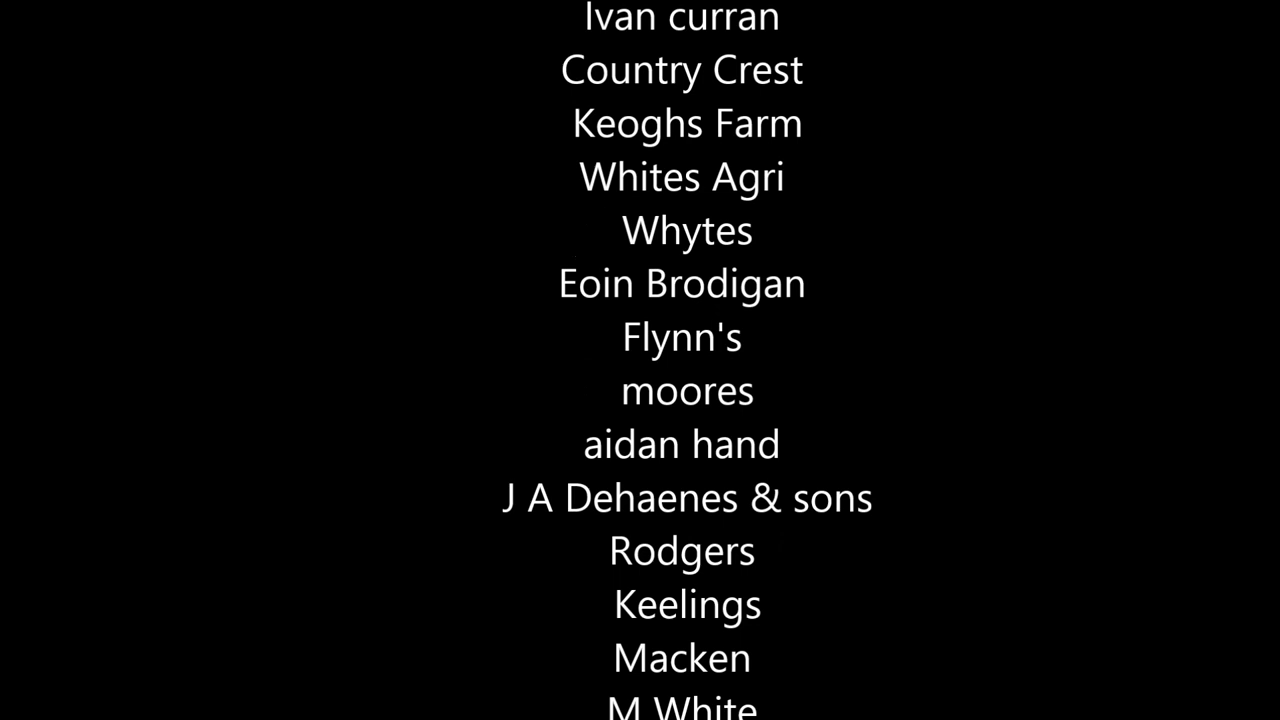 Ivan curran
Country Crest
Keoghs Farm
Whites Agri
Whytes
Eoin Brodigan
Flynn's
moores
aidan hand
J A Dehaenes & sons
Rodgers
Keelings
Macken
M White